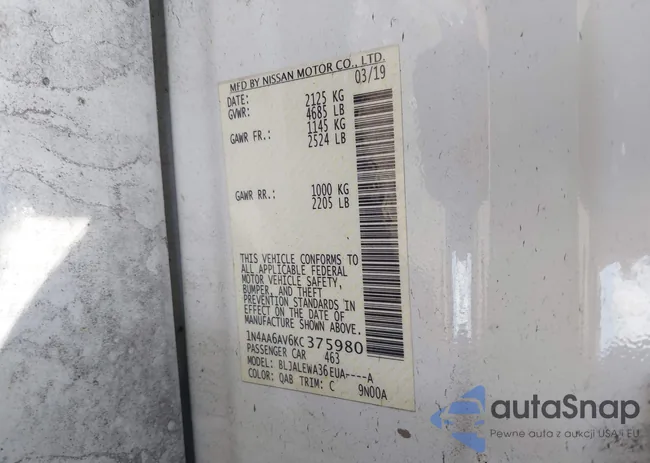 MFD BY NISSAN MOTOR CO., LTD.
DATE: 03/19
GVWR: 2125 KG
4685 LB
GAWR FR.: 1145 KG
2524 LB
GAWR RR.: 1000 KG
2205 LB
THIS VEHICLE CONFORMS TO
ALL APPLICABLE FEDERAL
MOTOR VEHICLE SAFETY,
BUMPER, AND THEFT
PREVENTION STANDARDS IN
EFFECT ON THE DATE OF
MANUFACTURE SHOWN ABOVE.
1N4AA6AV6KC375980
PASSENGER CAR 463
MODEL: BLJALEWA36EUA----A
COLOR: QAB TRIM: C 9N00A
autaSnap
Pewne auta z aukcji USA i EU